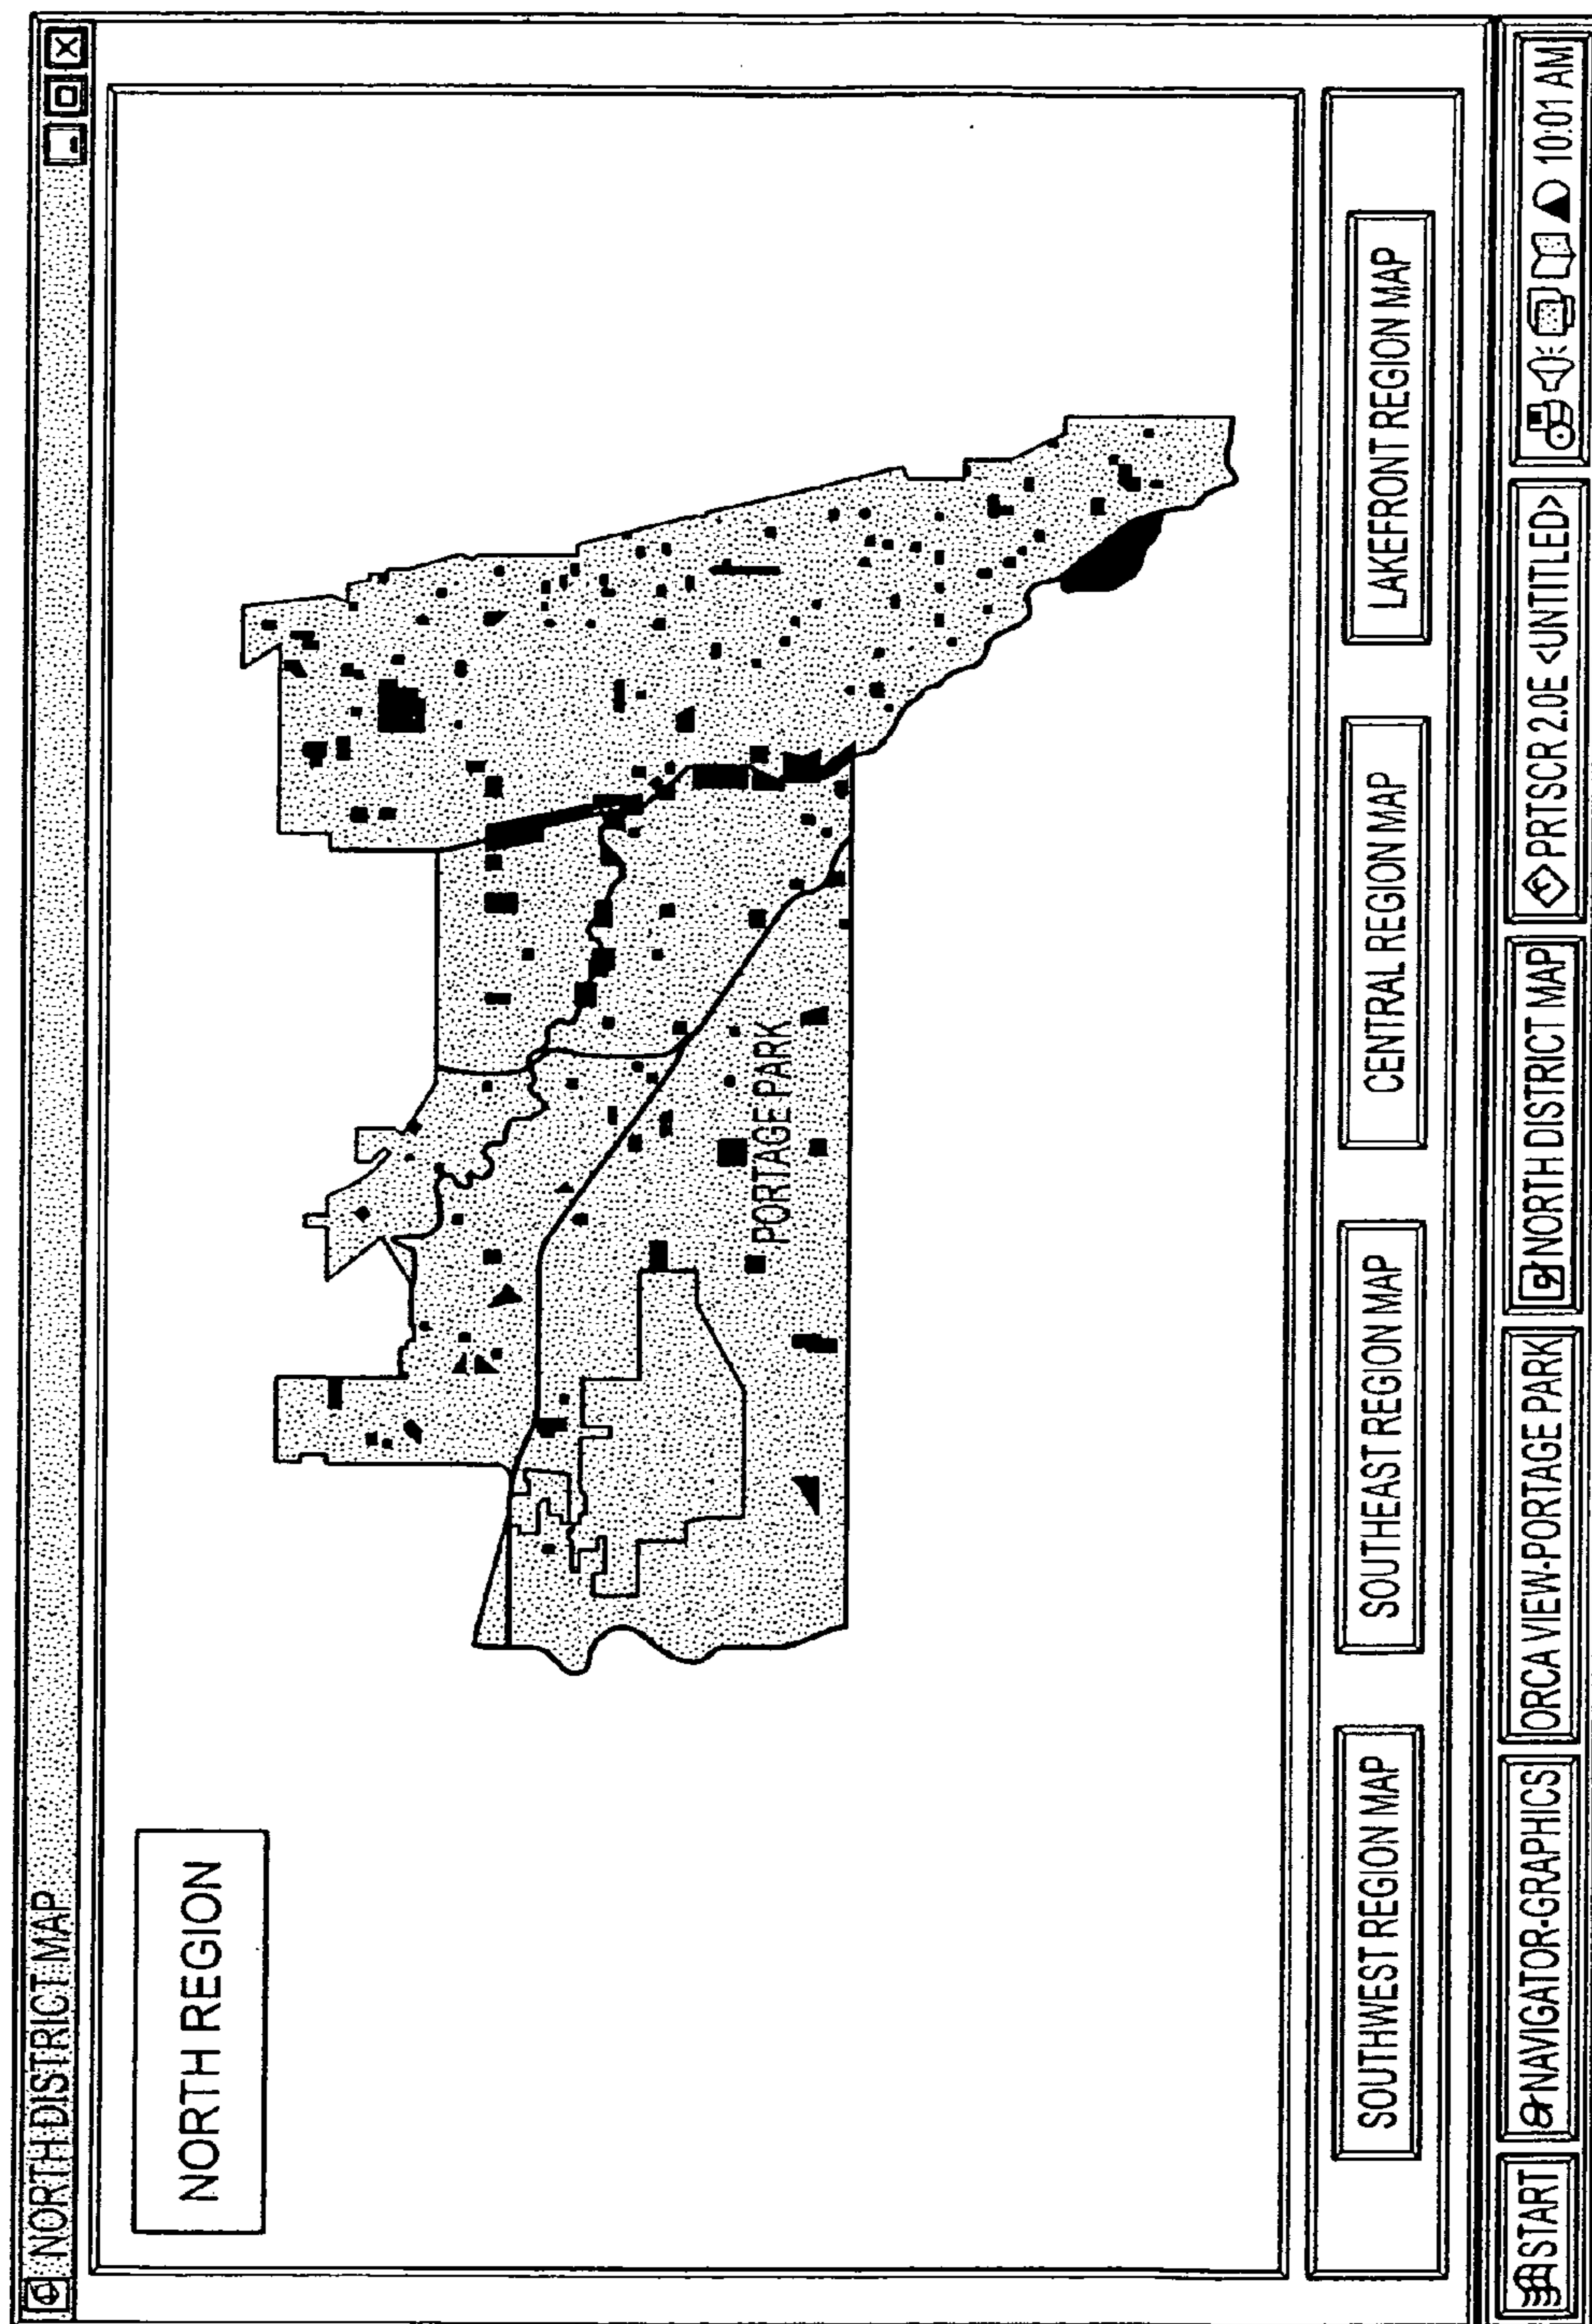 NORTH DISTRICT MAP
NORTH REGION
PORTAGE PARK
SOUTHWEST REGION MAP
SOUTHEAST REGION MAP
CENTRAL REGION MAP
LAKEFRONT REGION MAP
START
NAVIGATOR-GRAPHICS
ORCA VIEW-PORTAGE PARK
NORTH DISTRICT MAP
PRTSCR 2.0E <UNTITLED>
10:01 AM